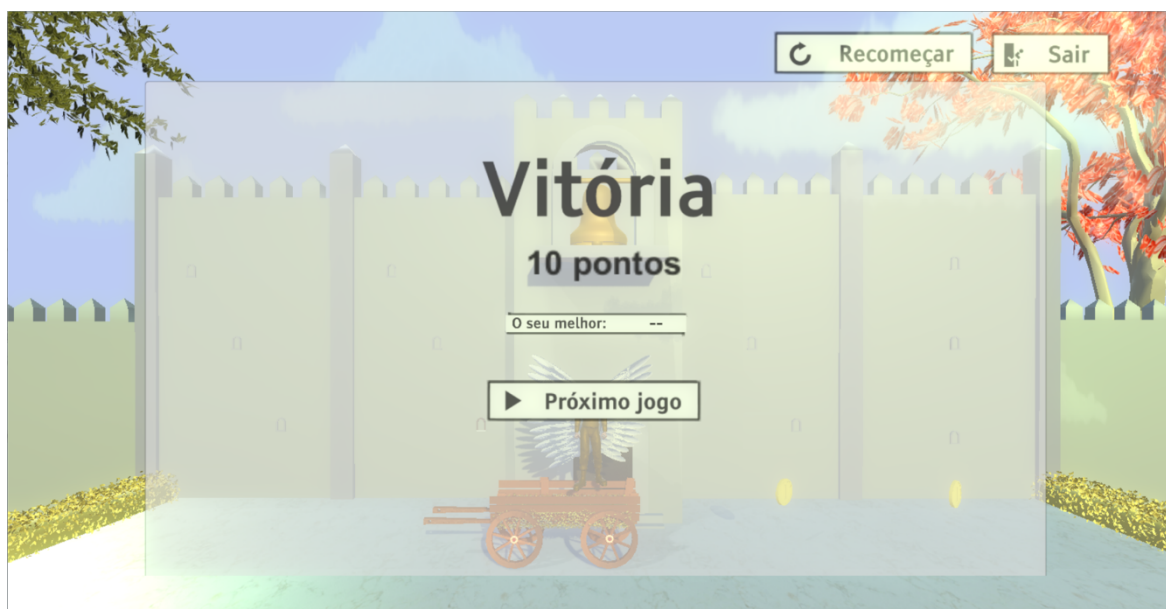 Recomeçar
Sair
Vitória
10 pontos
O seu melhor: --
Próximo jogo